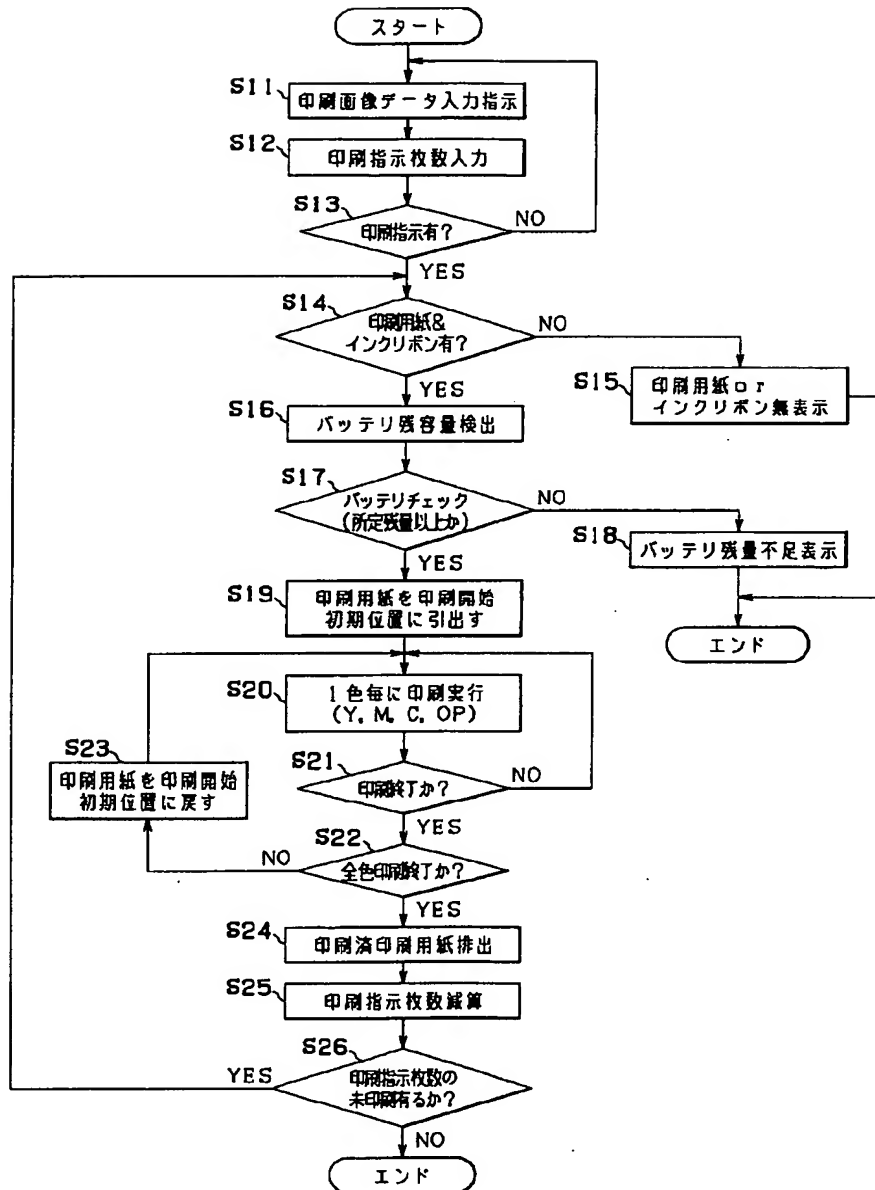 スタート
S11
印刷画像データ入力指示
S12
印刷指示枚数入力
S13
印刷指示有?
NO
YES
S14
印刷用紙&
インクリボン有?
NO
YES
S15
印刷用紙or
インクリボン無表示
S16
バッテリ残容量検出
S17
バッテリチェック
(所定残量以上か)
NO
YES
S18
バッテリ残量不足表示
エンド
S19
印刷用紙を印刷開始
初期位置に引出す
S20
1色毎に印刷実行
(Y, M, C, OP)
S21
印刷終了か?
NO
YES
S23
印刷用紙を印刷開始
初期位置に戻す
S22
全色印刷終了か?
NO
YES
S24
印刷済印刷用紙排出
S25
印刷指示枚数減算
S26
印刷指示枚数の
未印刷有るか?
YES
NO
エンド